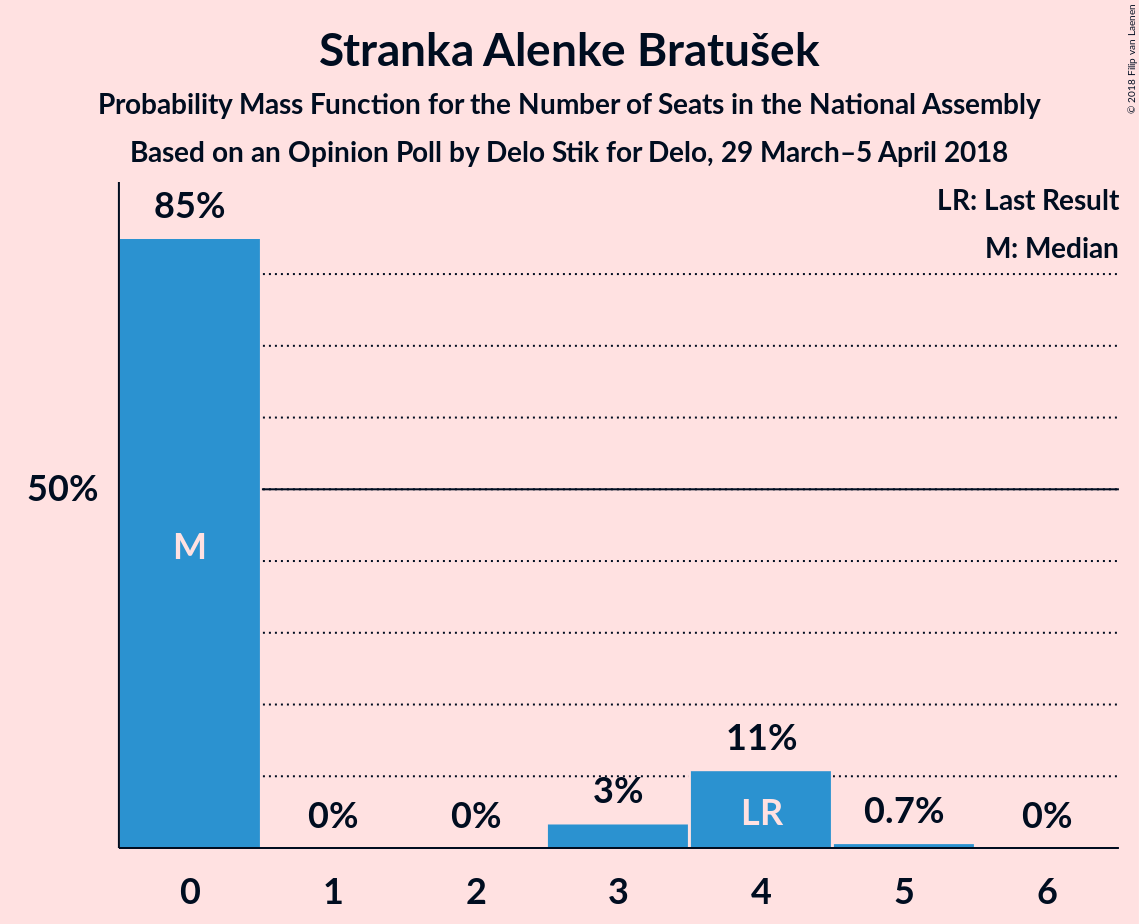 Stranka Alenke Bratušek
Probability Mass Function for the Number of Seats in the National Assembly
Based on an Opinion Poll by Delo Stik for Delo, 29 March–5 April 2018
© 2018 Filip van Laenen
LR: Last Result
M: Median
85%
50%
M
0%
0%
3%
11%
LR
0.7%
0%
0
1
2
3
4
5
6